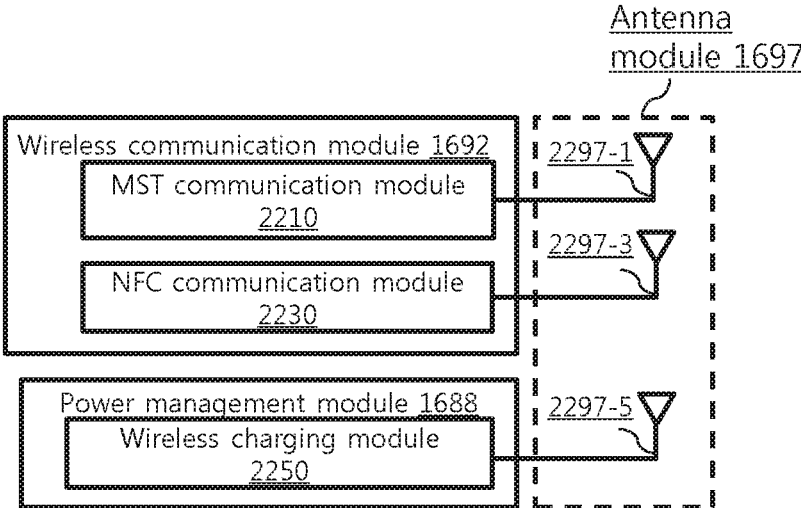 Antenna
module 1697
Wireless communication module 1692
2297-1
MST communication module
2210
2297-3
NFC communication module
2230
Power management module 1688
2297-5
Wireless charging module
2250